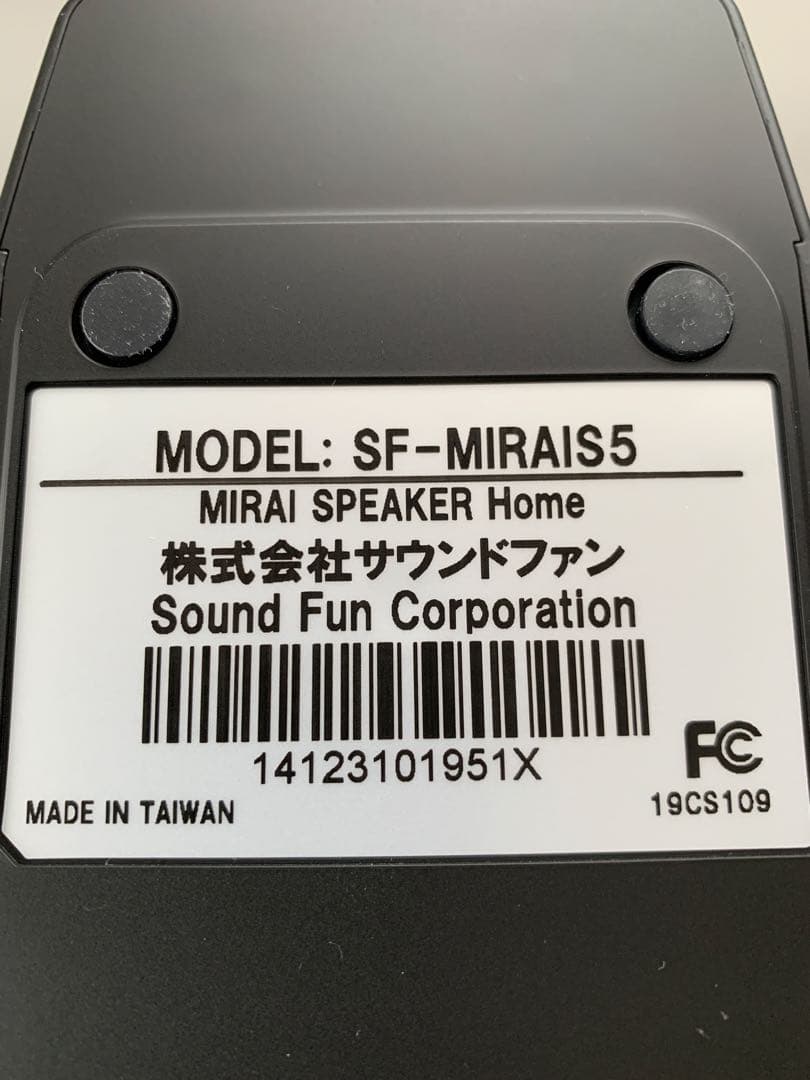 MODEL: SF-MIRAIS5
MIRAI SPEAKER Home
株式会社サウンドファン
Sound Fun Corporation
14123101951X
FC
MADE IN TAIWAN
19CS109